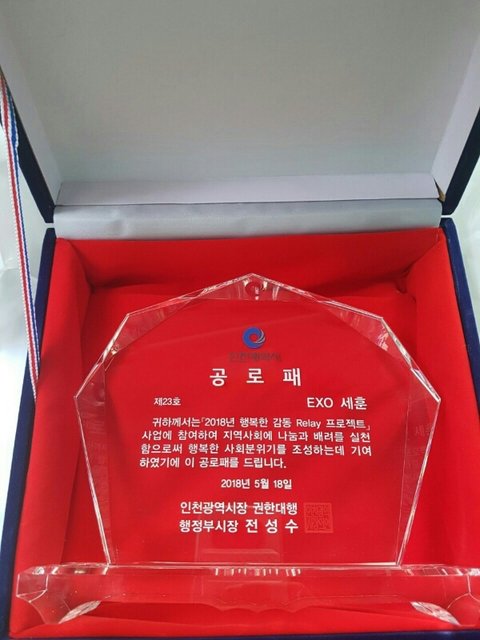 인천광역시
공로패
제23호 EXO 세훈
귀하께서는 「2018년 행복한 감동 Relay 프로젝트」
사업에 참여하여 지역사회에 나눔과 배려를 실천
함으로써 행복한 사회분위기를 조성하는데 기여
하였기에 이 공로패를 드립니다.
2018년 5월 18일
인천광역시장 권한대행
행정부시장 전성수